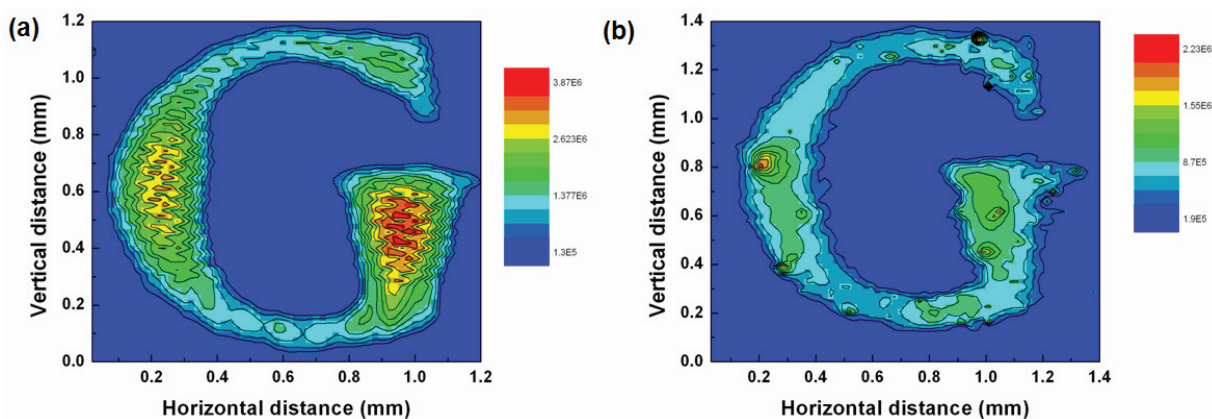 (a)
1.2
1.0
0.8
0.6
0.4
0.2
0.0
Vertical distance (mm)
0.2 0.4 0.6 0.8 1.0 1.2
Horizontal distance (mm)
3.87E6
2.623E6
1.377E6
1.3E5
(b)
1.4
1.2
1.0
0.8
0.6
0.4
0.2
0.0
Vertical distance (mm)
0.2 0.4 0.6 0.8 1.0 1.2 1.4
Horizontal distance (mm)
2.23E6
1.55E6
8.7E5
1.9E5